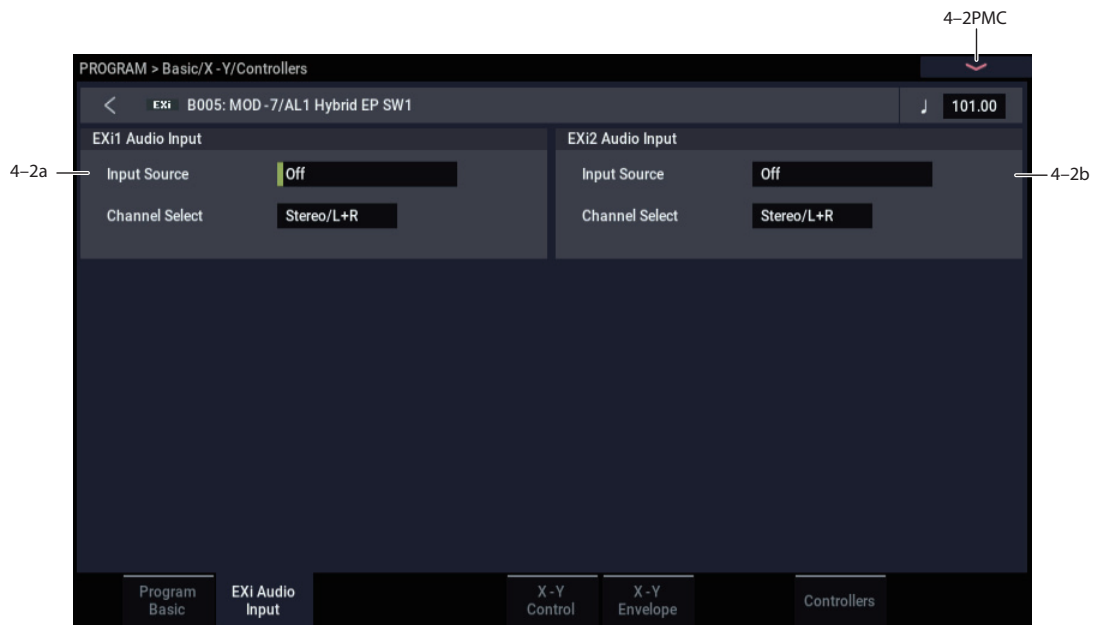 4–2PMC
PROGRAM > Basic/X-Y/Controllers
EXi B005: MOD-7/AL1 Hybrid EP SW1
♩ 101.00
EXi1 Audio Input
EXi2 Audio Input
4–2a
Input Source Off
Input Source Off
4–2b
Channel Select Stereo/L+R
Channel Select Stereo/L+R
Program
Basic
EXi Audio
Input
X-Y
Control
X-Y
Envelope
Controllers